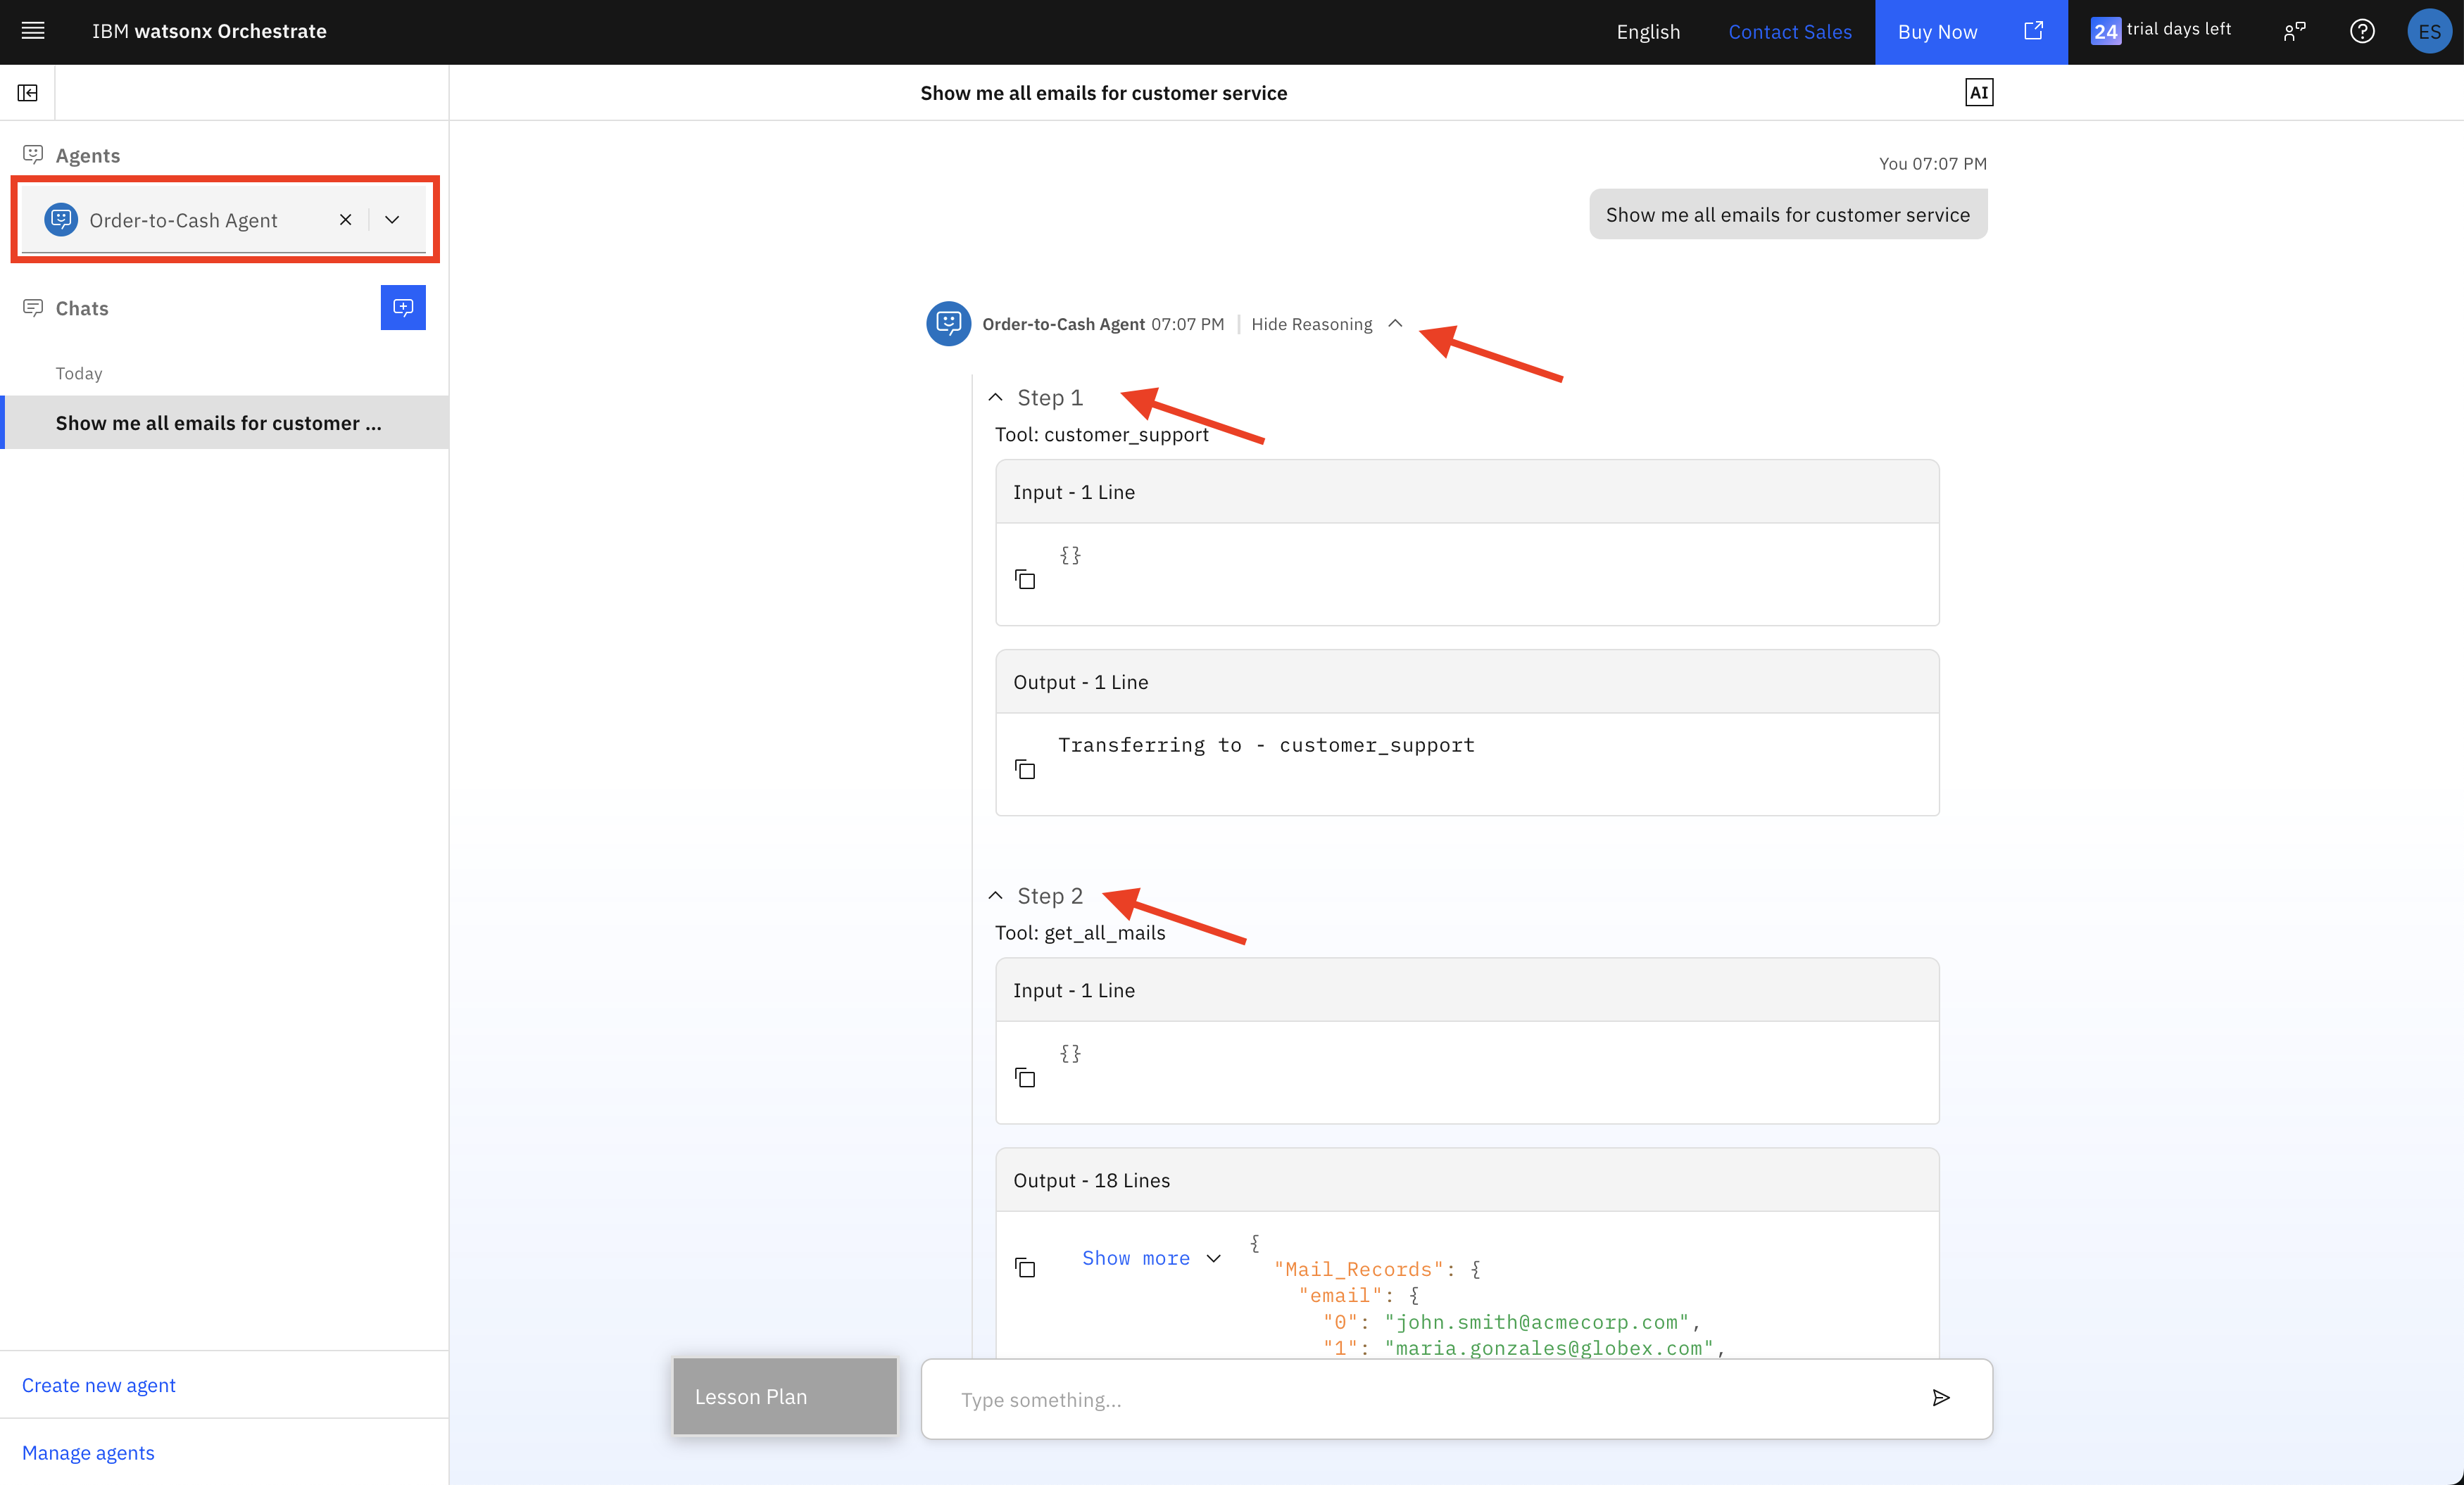 IBM watsonx Orchestrate
English
Contact Sales
Buy Now
24 trial days left
ES
Show me all emails for customer service
AI
Agents
Order-to-Cash Agent
Chats
Today
Show me all emails for customer ...
Create new agent
Manage agents
You 07:07 PM
Show me all emails for customer service
Order-to-Cash Agent 07:07 PM | Hide Reasoning
Step 1
Tool: customer_support
Input - 1 Line
{}
Output - 1 Line
Transferring to - customer_support
Step 2
Tool: get_all_mails
Input - 1 Line
{}
Output - 18 Lines
Show more
{
"Mail_Records": {
"email": {
"0": "john.smith@acmecorp.com",
"1": "maria.gonzales@globex.com",
Lesson Plan
Type something...